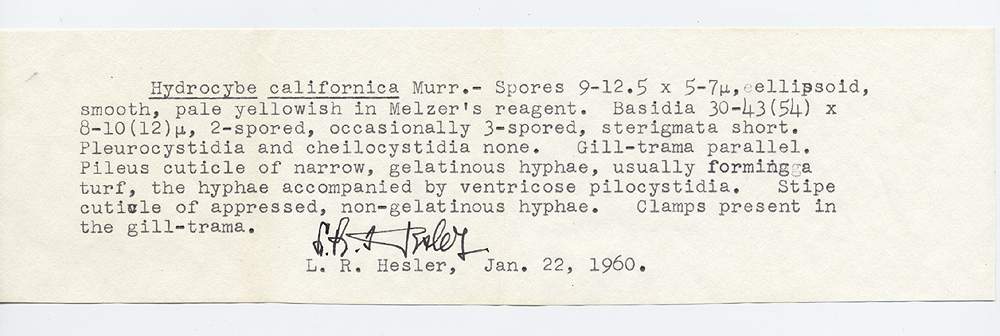 Hydrocybe californica Murr.- Spores 9-12.5 x 5-7µ, ellipsoid,
smooth, pale yellowish in Melzer's reagent. Basidia 30-43(54) x
8-10(12)µ, 2-spored, occasionally 3-spored, sterigmata short.
Pleurocystidia and cheilocystidia none. Gill-trama parallel.
Pileus cuticle of narrow, gelatinous hyphae, usually forming a
turf, the hyphae accompanied by ventricose pilocystidia. Stipe
cuticle of appressed, non-gelatinous hyphae. Clamps present in
the gill-trama.
L. R. Hesler
L. R. Hesler, Jan. 22, 1960.